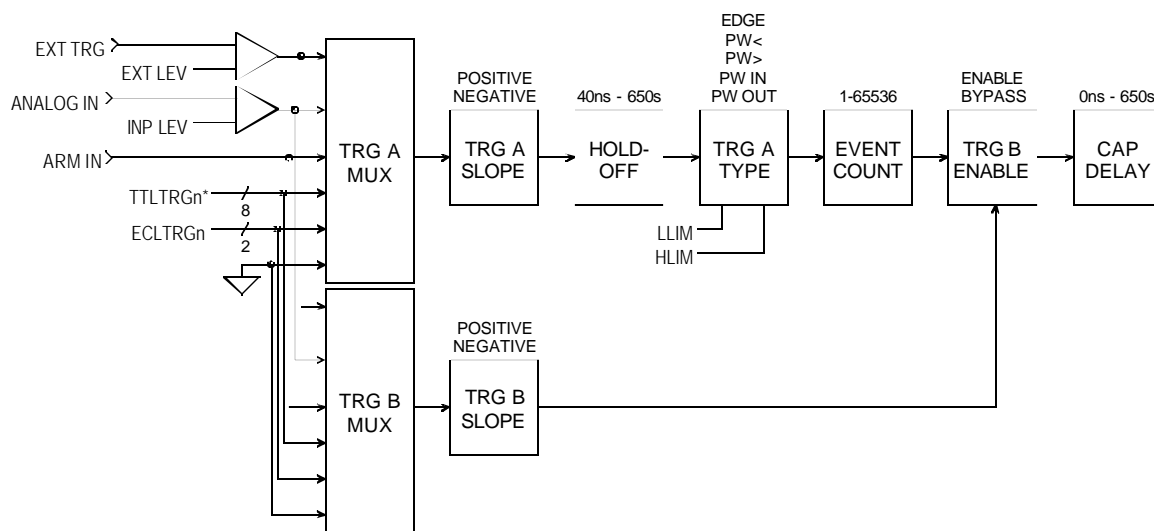 EXT TRG
EXT LEV
ANALOG IN
INP LEV
ARM IN
TTLTRGn*
8
ECLTRGn
2
TRG A
MUX
POSITIVE
NEGATIVE
TRG A
SLOPE
40ns - 650s
HOLD-
OFF
EDGE
PW<
PW>
PW IN
PW OUT
TRG A
TYPE
LLIM
HLIM
1-65536
EVENT
COUNT
ENABLE
BYPASS
TRG B
ENABLE
0ns - 650s
CAP
DELAY
TRG B
MUX
POSITIVE
NEGATIVE
TRG B
SLOPE